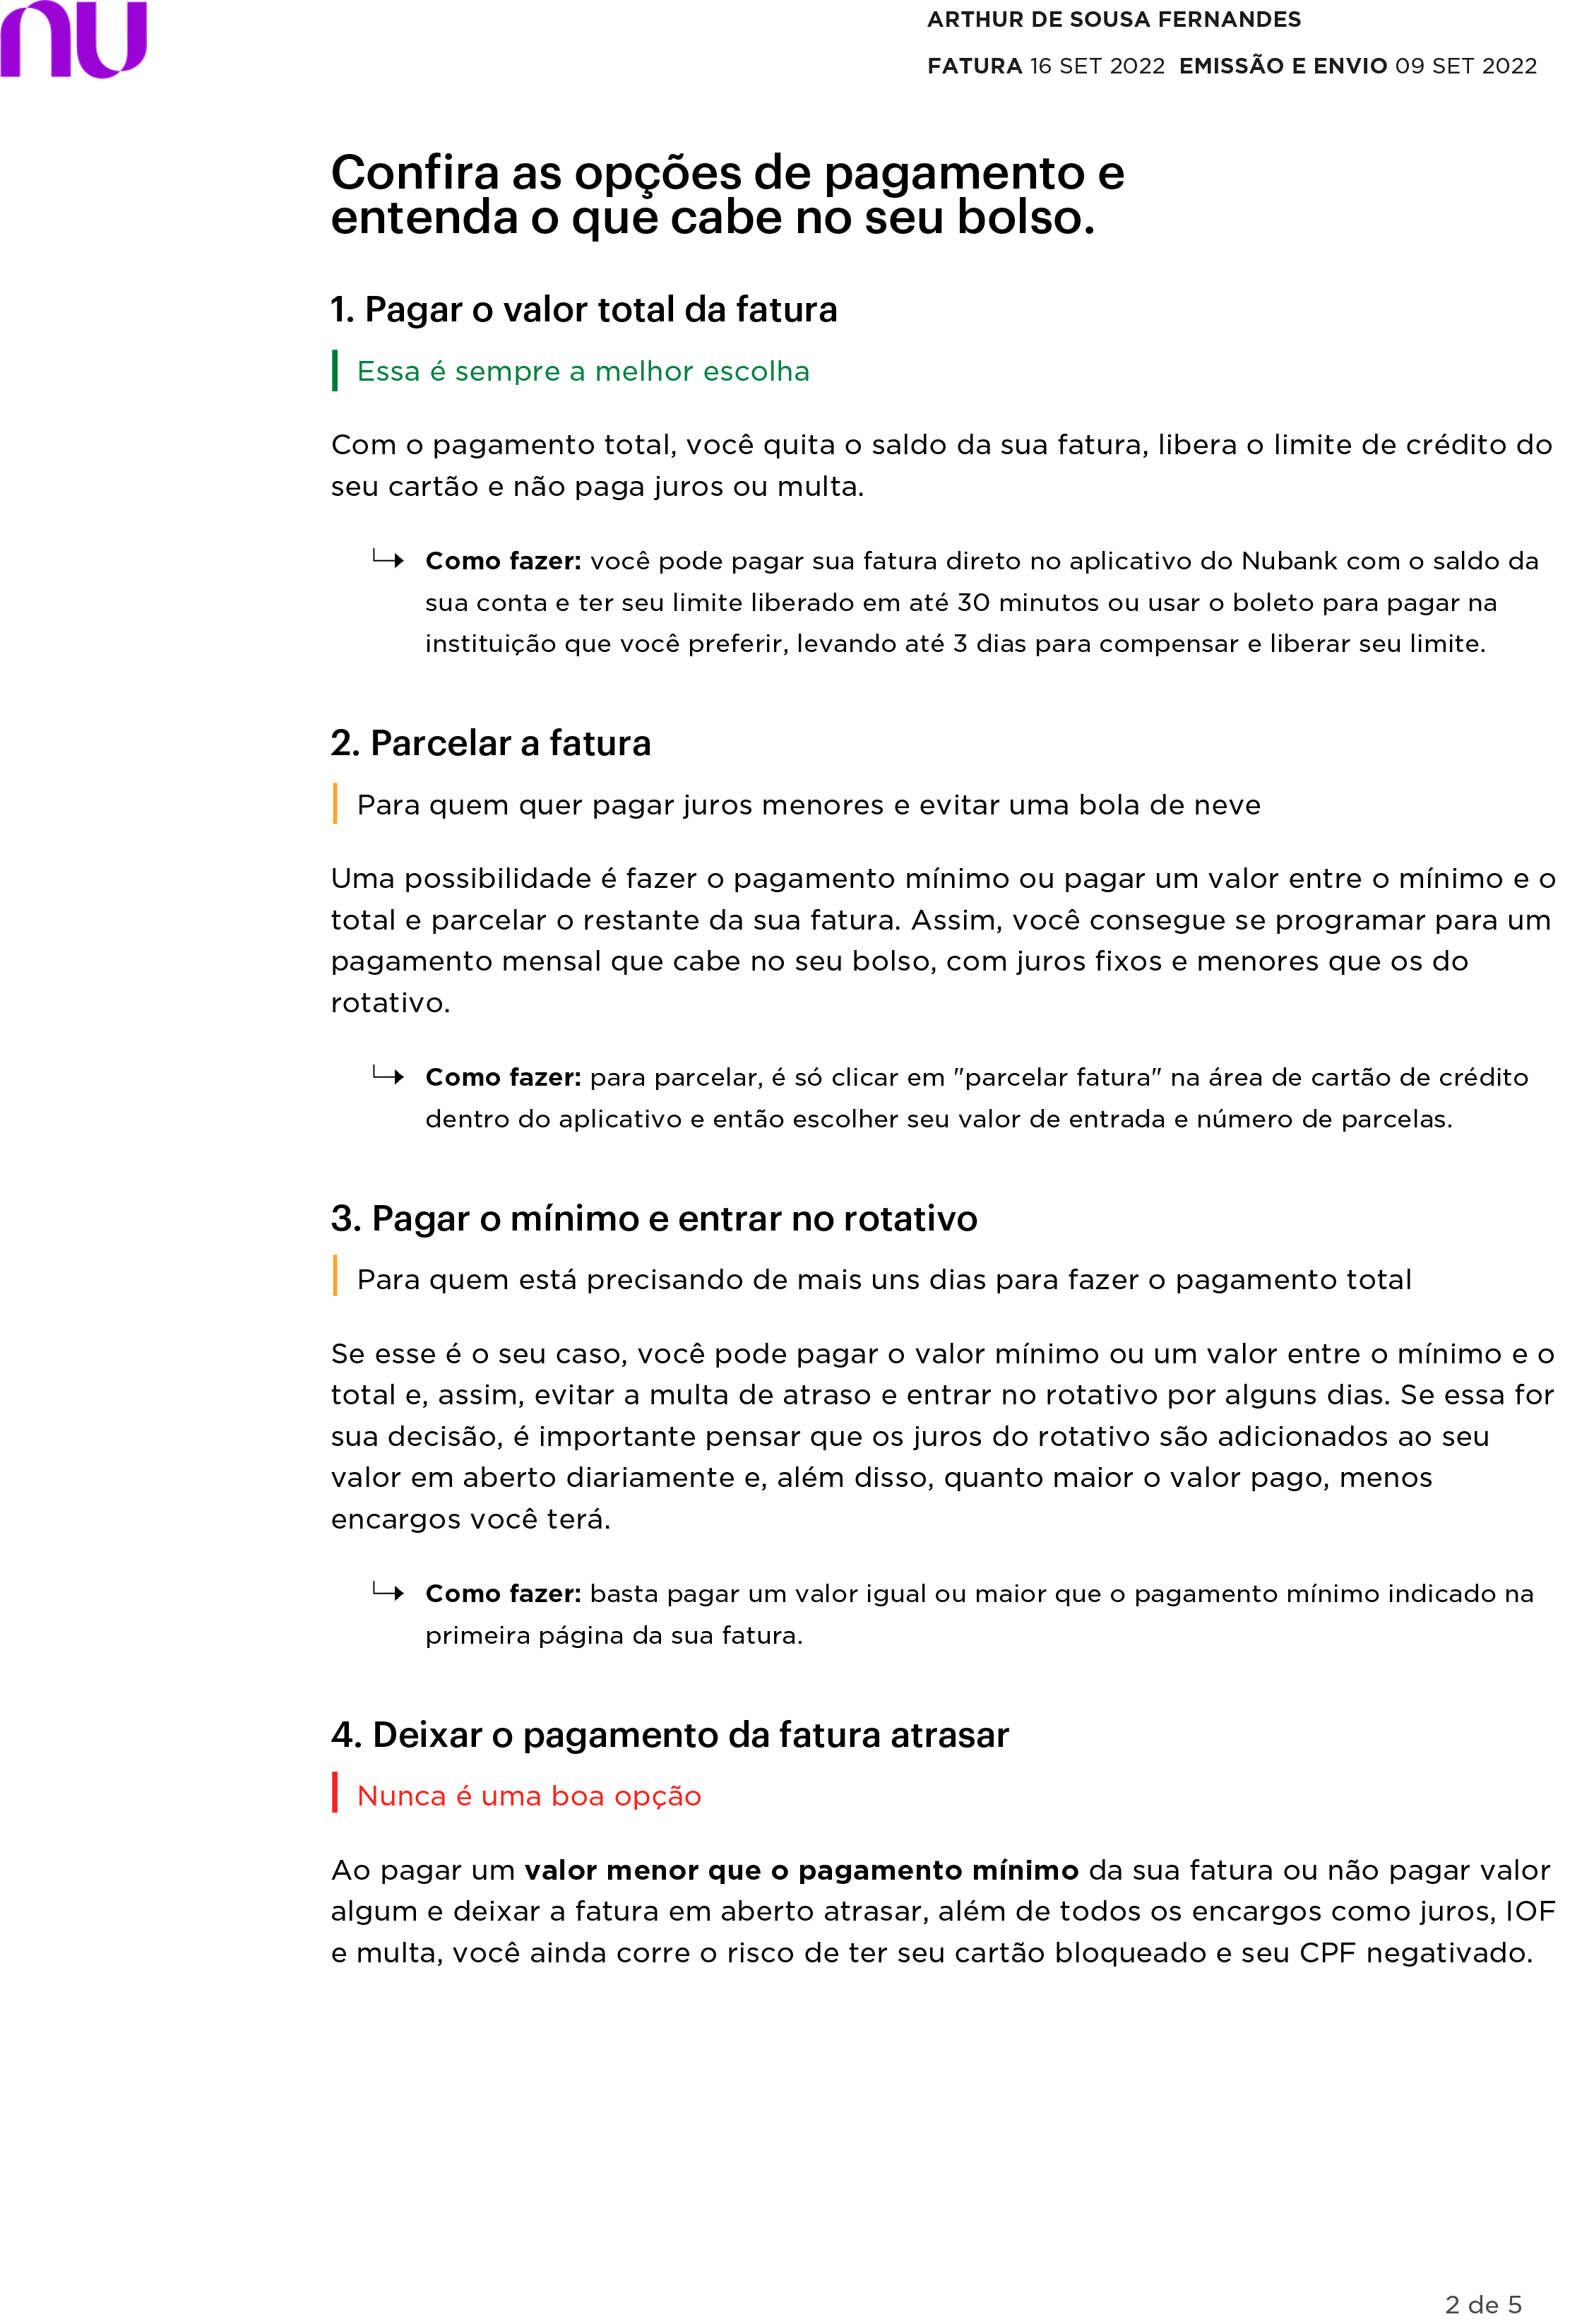 nu
ARTHUR DE SOUSA FERNANDES
FATURA 16 SET 2022 EMISSÃO E ENVIO 09 SET 2022
Confira as opções de pagamento e
entenda o que cabe no seu bolso.
1. Pagar o valor total da fatura
Essa é sempre a melhor escolha
Com o pagamento total, você quita o saldo da sua fatura, libera o limite de crédito do
seu cartão e não paga juros ou multa.
Como fazer: você pode pagar sua fatura direto no aplicativo do Nubank com o saldo da
sua conta e ter seu limite liberado em até 30 minutos ou usar o boleto para pagar na
instituição que você preferir, levando até 3 dias para compensar e liberar seu limite.
2. Parcelar a fatura
Para quem quer pagar juros menores e evitar uma bola de neve
Uma possibilidade é fazer o pagamento mínimo ou pagar um valor entre o mínimo e o
total e parcelar o restante da sua fatura. Assim, você consegue se programar para um
pagamento mensal que cabe no seu bolso, com juros fixos e menores que os do
rotativo.
Como fazer: para parcelar, é só clicar em "parcelar fatura" na área de cartão de crédito
dentro do aplicativo e então escolher seu valor de entrada e número de parcelas.
3. Pagar o mínimo e entrar no rotativo
Para quem está precisando de mais uns dias para fazer o pagamento total
Se esse é o seu caso, você pode pagar o valor mínimo ou um valor entre o mínimo e o
total e, assim, evitar a multa de atraso e entrar no rotativo por alguns dias. Se essa for
sua decisão, é importante pensar que os juros do rotativo são adicionados ao seu
valor em aberto diariamente e, além disso, quanto maior o valor pago, menos
encargos você terá.
Como fazer: basta pagar um valor igual ou maior que o pagamento mínimo indicado na
primeira página da sua fatura.
4. Deixar o pagamento da fatura atrasar
Nunca é uma boa opção
Ao pagar um valor menor que o pagamento mínimo da sua fatura ou não pagar valor
algum e deixar a fatura em aberto atrasar, além de todos os encargos como juros, IOF
e multa, você ainda corre o risco de ter seu cartão bloqueado e seu CPF negativado.
2 de 5